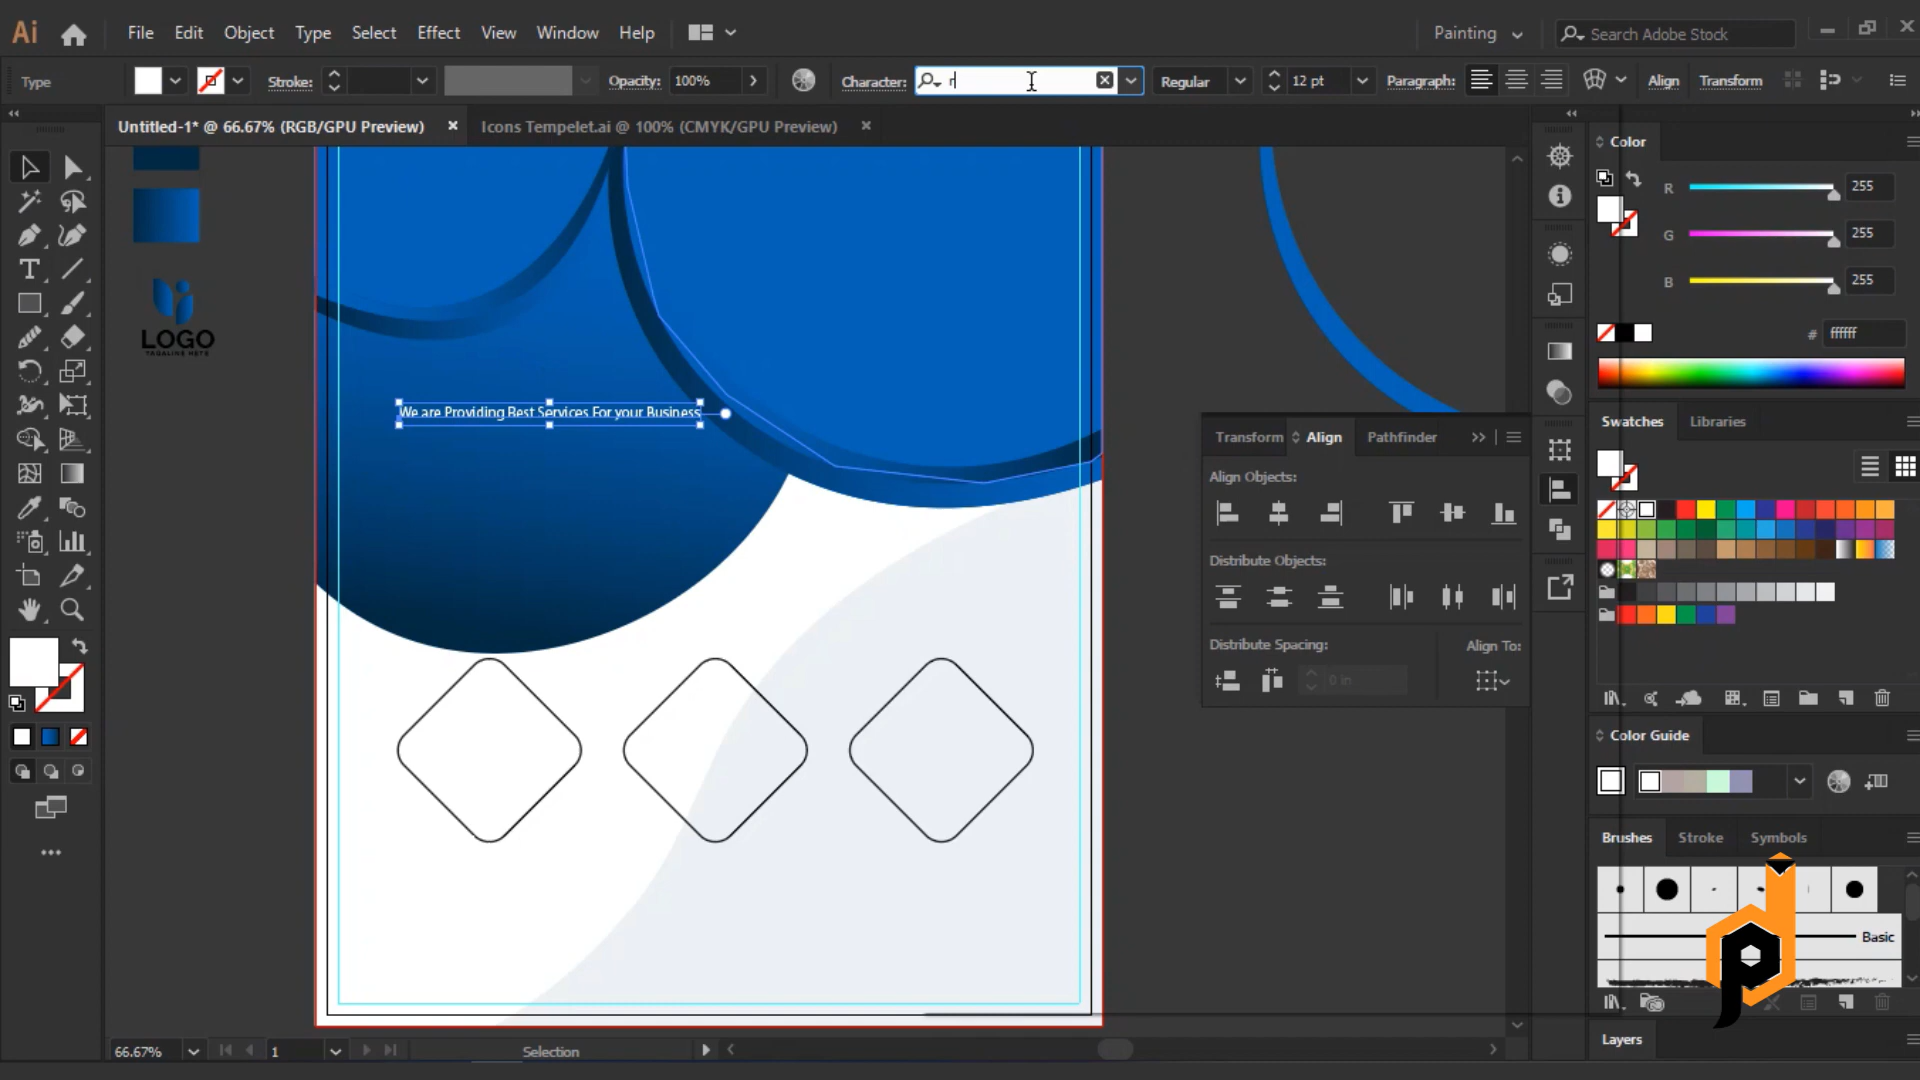 Ai File Edit Object Type Select Effect View Window Help Painting Search Adobe Stock
Type Stroke: Opacity: 100% Character: r Regular 12 pt Paragraph: Align Transform
Untitled-1* @ 66.67% (RGB/GPU Preview) Icons Tempelet.ai @ 100% (CMYK/GPU Preview)
Color
R 255
G 255
B 255
# ffffff
LOGO
TAGALINE HERE
We are Providing Best Services For your Business
Transform Align Pathfinder
Align Objects:
Distribute Objects:
Distribute Spacing: Align To:
0 in
Swatches Libraries
Color Guide
Brushes Stroke Symbols
Basic
Layers
66.67% 1 Selection